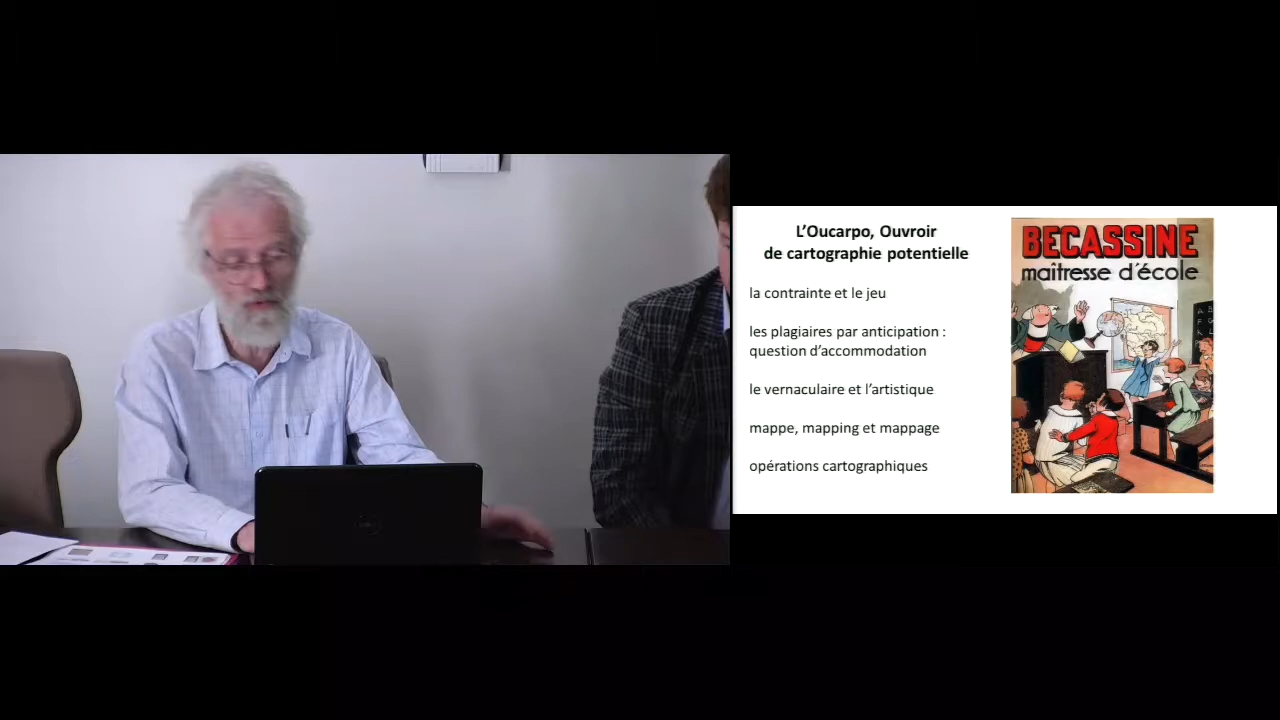 L’Oucarpo, Ouvroir
de cartographie potentielle
la contrainte et le jeu
les plagiaires par anticipation :
question d’accommodation
le vernaculaire et l’artistique
mappe, mapping et mappage
opérations cartographiques
BECASSINE
maîtresse d’école